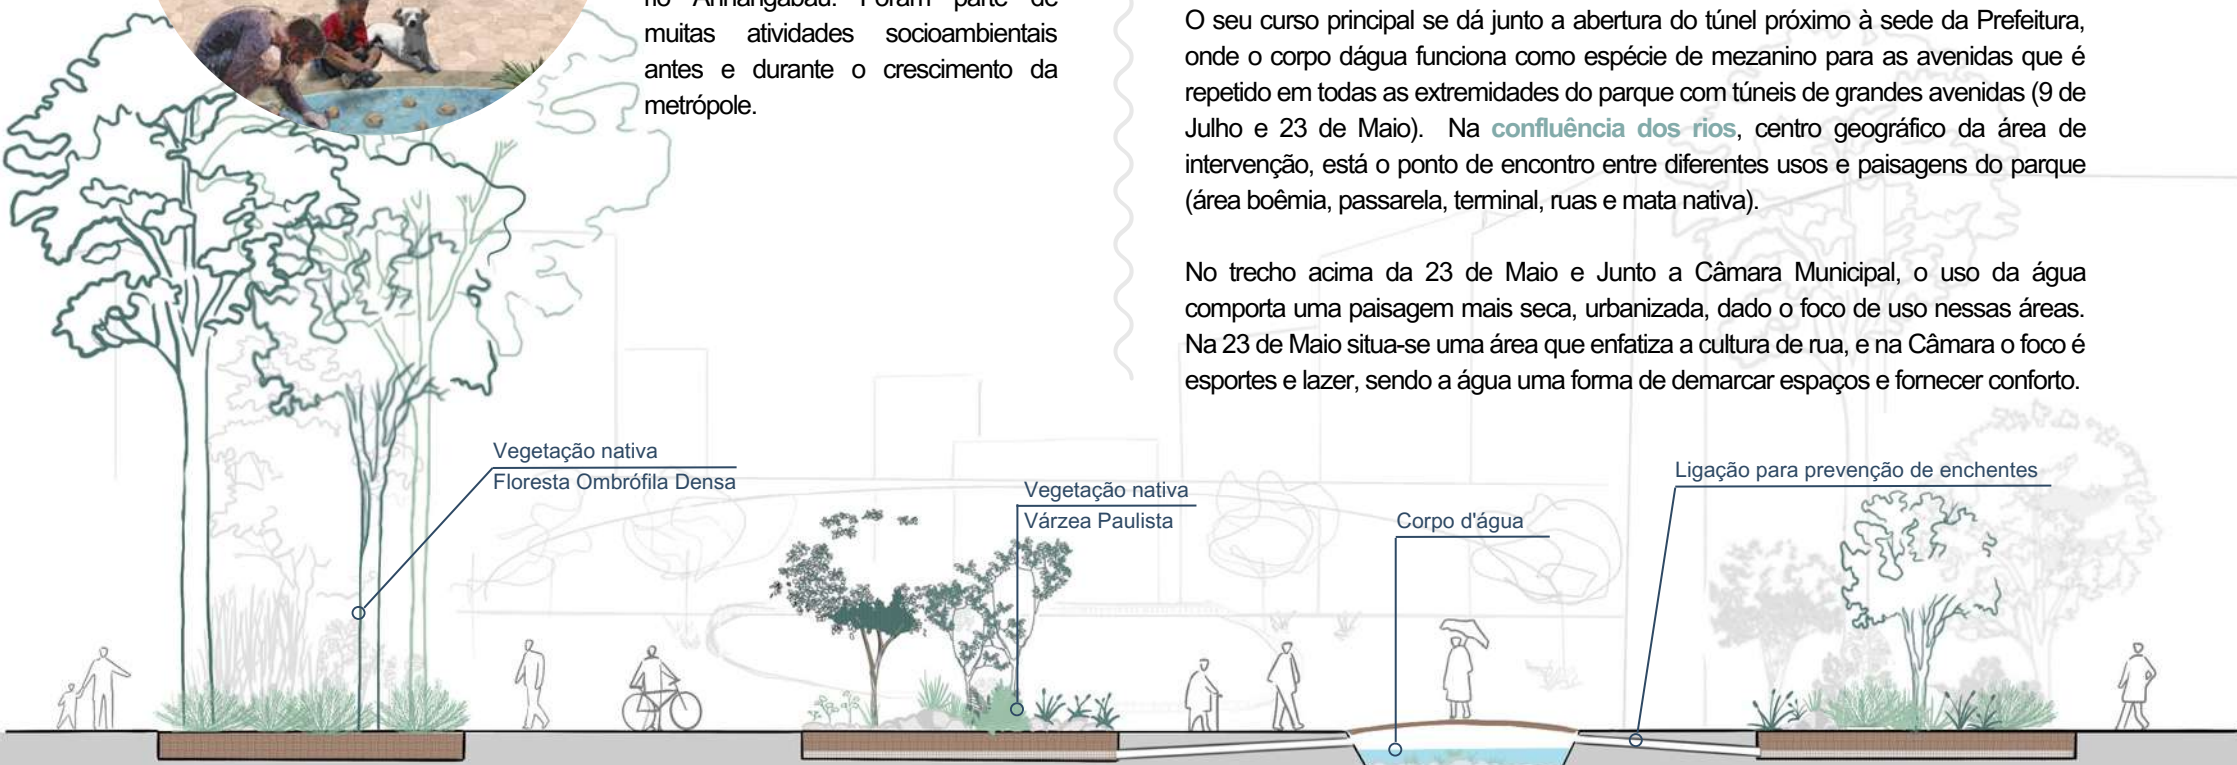 rio Anhangabaú. Foram parte de
muitas atividades socioambientais
antes e durante o crescimento da
metrópole.
O seu curso principal se dá junto a abertura do túnel próximo à sede da Prefeitura,
onde o corpo dágua funciona como espécie de mezanino para as avenidas que é
repetido em todas as extremidades do parque com túneis de grandes avenidas (9 de
Julho e 23 de Maio). Na confluência dos rios, centro geográfico da área de
intervenção, está o ponto de encontro entre diferentes usos e paisagens do parque
(área boêmia, passarela, terminal, ruas e mata nativa).
No trecho acima da 23 de Maio e Junto a Câmara Municipal, o uso da água
comporta uma paisagem mais seca, urbanizada, dado o foco de uso nessas áreas.
Na 23 de Maio situa-se uma área que enfatiza a cultura de rua, e na Câmara o foco é
esportes e lazer, sendo a água uma forma de demarcar espaços e fornecer conforto.
Vegetação nativa
Floresta Ombrófila Densa
Vegetação nativa
Várzea Paulista
Corpo d'água
Ligação para prevenção de enchentes